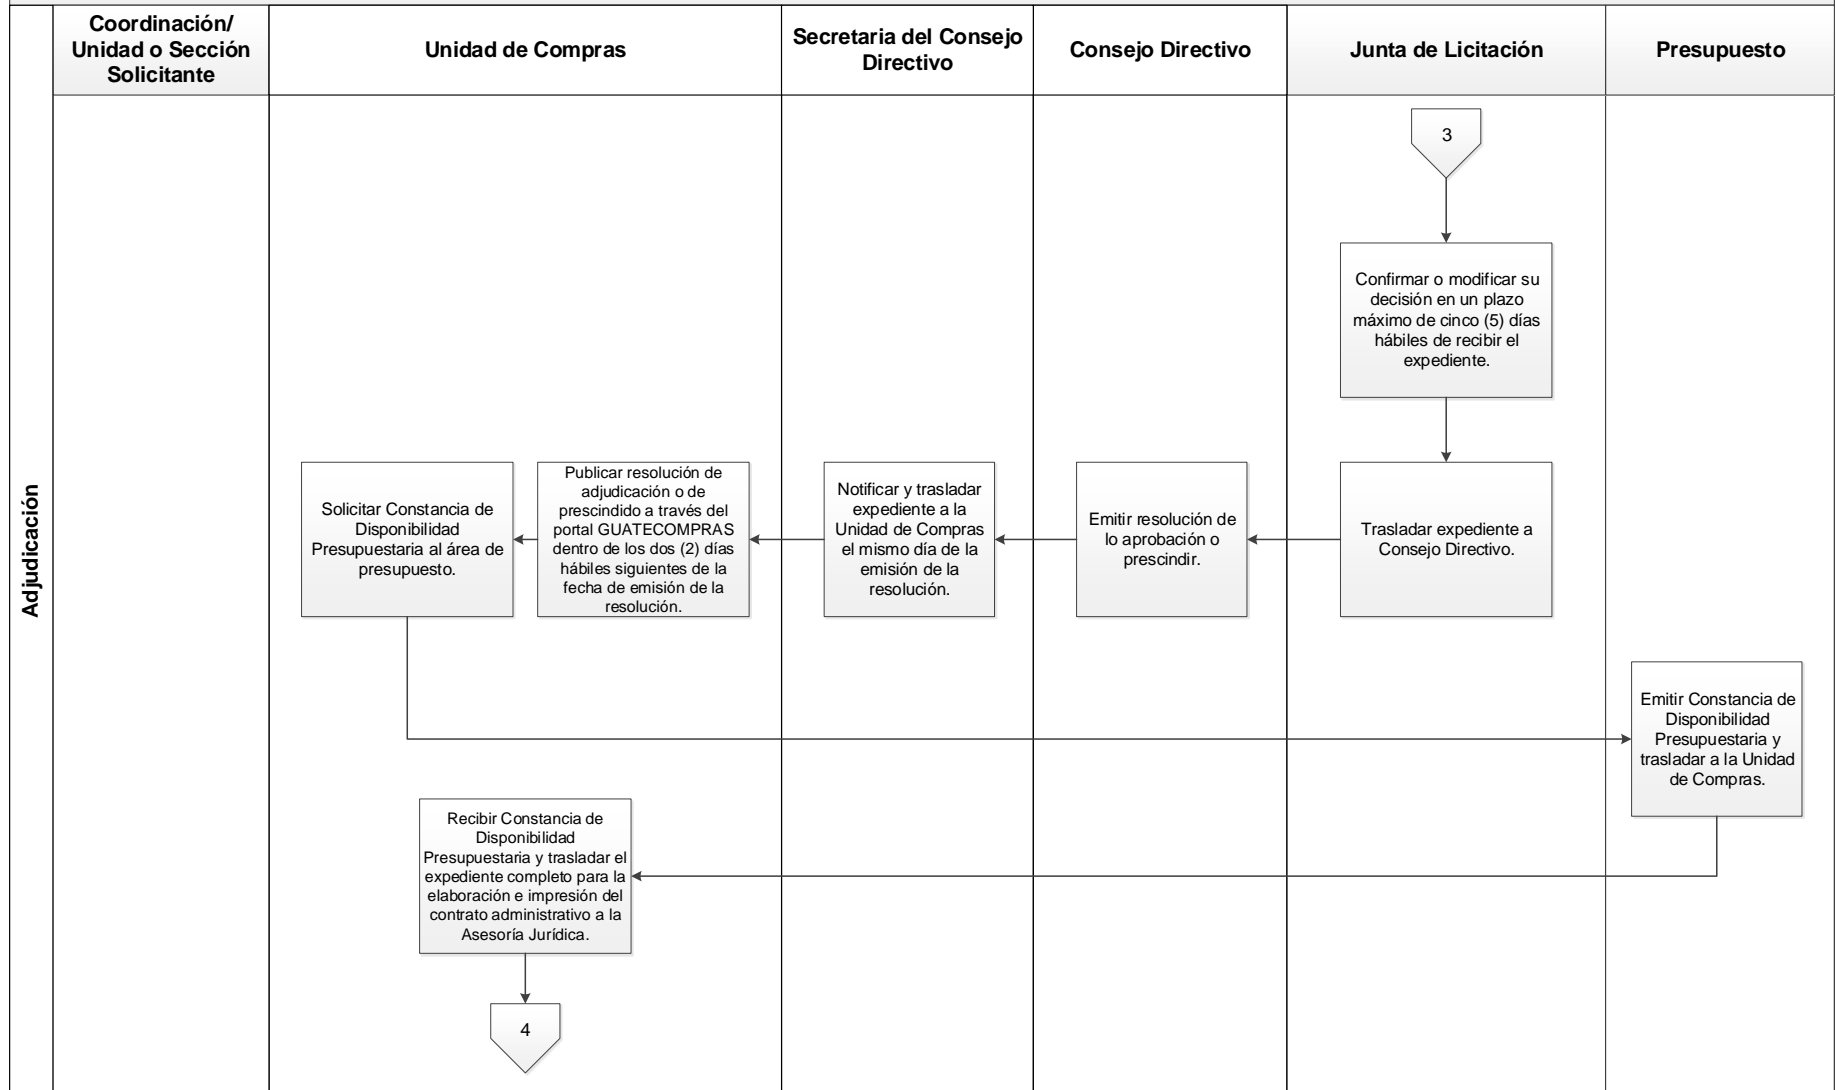 Coordinación/
Unidad o Sección
Solicitante
Unidad de Compras
Secretaria del Consejo
Directivo
Consejo Directivo
Junta de Licitación
Presupuesto
Adjudicación
3
Confirmar o modificar su
decisión en un plazo
máximo de cinco (5) días
hábiles de recibir el
expediente.
Trasladar expediente a
Consejo Directivo.
Emitir resolución de
lo aprobación o
prescindir.
Notificar y trasladar
expediente a la
Unidad de Compras
el mismo día de la
emisión de la
resolución.
Publicar resolución de
adjudicación o de
prescindido a través del
portal GUATECOMPRAS
dentro de los dos (2) días
hábiles siguientes de la
fecha de emisión de la
resolución.
Solicitar Constancia de
Disponibilidad
Presupuestaria al área de
presupuesto.
Emitir Constancia de
Disponibilidad
Presupuestaria y
trasladar a la Unidad
de Compras.
Recibir Constancia de
Disponibilidad
Presupuestaria y trasladar el
expediente completo para la
elaboración e impresión del
contrato administrativo a la
Asesoría Jurídica.
4